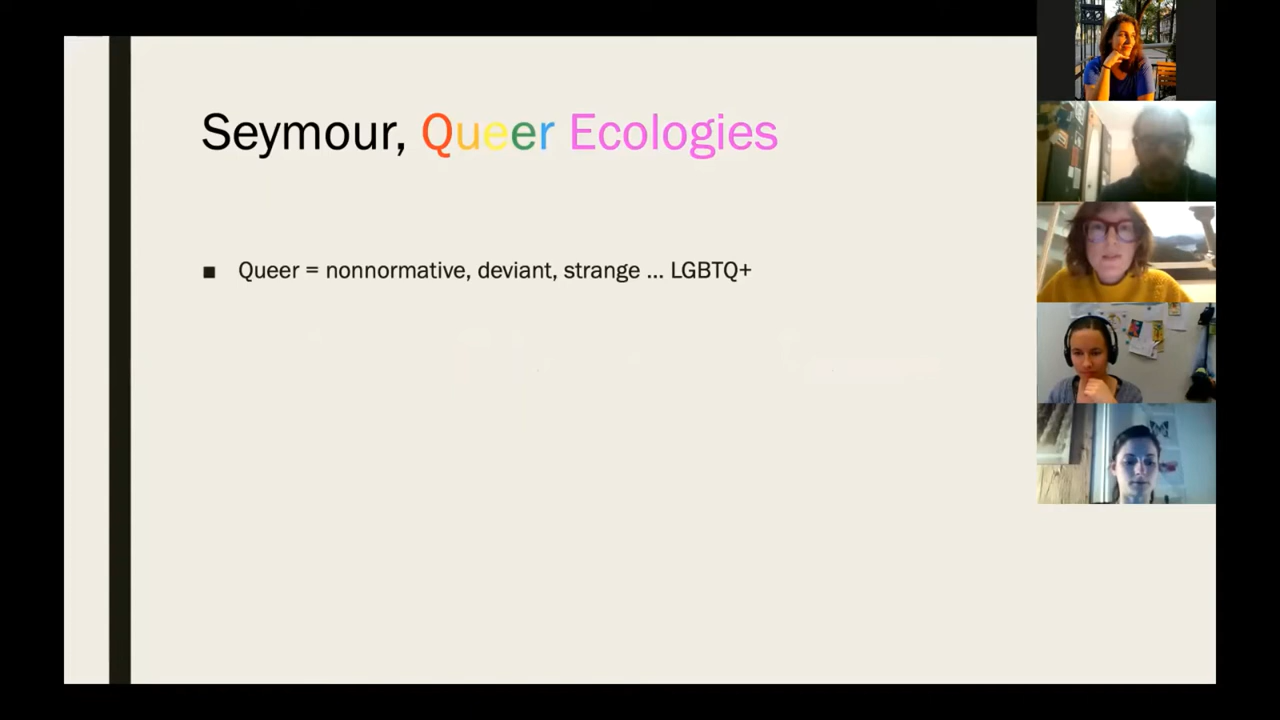 Seymour, Queer Ecologies
■ Queer = nonnormative, deviant, strange ... LGBTQ+